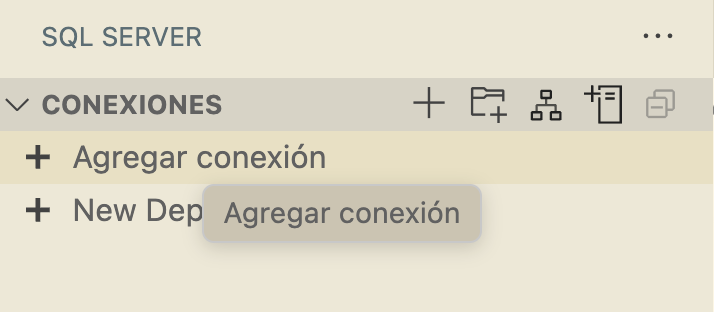 SQL SERVER
CONEXIONES
Agregar conexión
New Dep
Agregar conexión